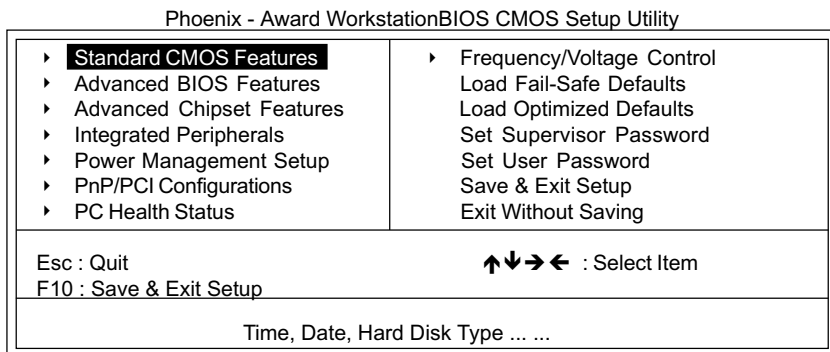 Phoenix - Award WorkstationBIOS CMOS Setup Utility
‣ Standard CMOS Features
‣ Advanced BIOS Features
‣ Advanced Chipset Features
‣ Integrated Peripherals
‣ Power Management Setup
‣ PnP/PCI Configurations
‣ PC Health Status
‣ Frequency/Voltage Control
Load Fail-Safe Defaults
Load Optimized Defaults
Set Supervisor Password
Set User Password
Save & Exit Setup
Exit Without Saving
Esc : Quit
F10 : Save & Exit Setup
↑↓→← : Select Item
Time, Date, Hard Disk Type ... ...